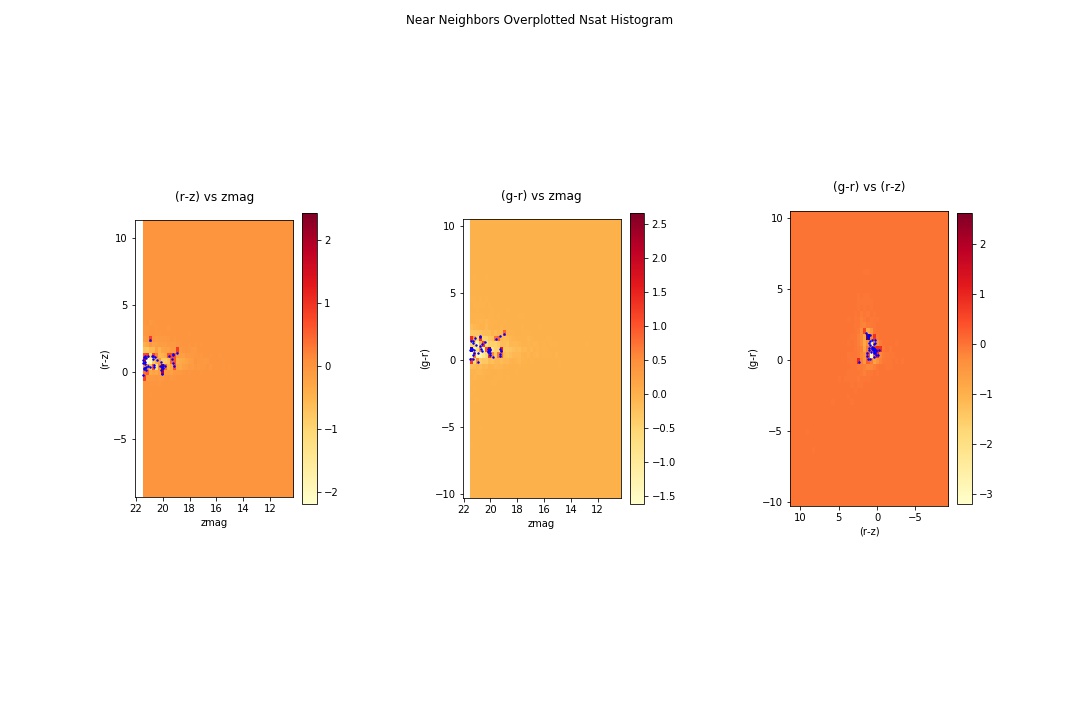 Near Neighbors Overplotted Nsat Histogram
(r-z) vs zmag
10
5
0
−5
(r-z)
22 20 18 16 14 12
zmag
2
1
0
−1
−2
(g-r) vs zmag
10
5
0
−5
−10
(g-r)
22 20 18 16 14 12
zmag
2.5
2.0
1.5
1.0
0.5
0.0
−0.5
−1.0
−1.5
(g-r) vs (r-z)
10
5
0
−5
−10
(g-r)
10 5 0 −5
(r-z)
2
1
0
−1
−2
−3